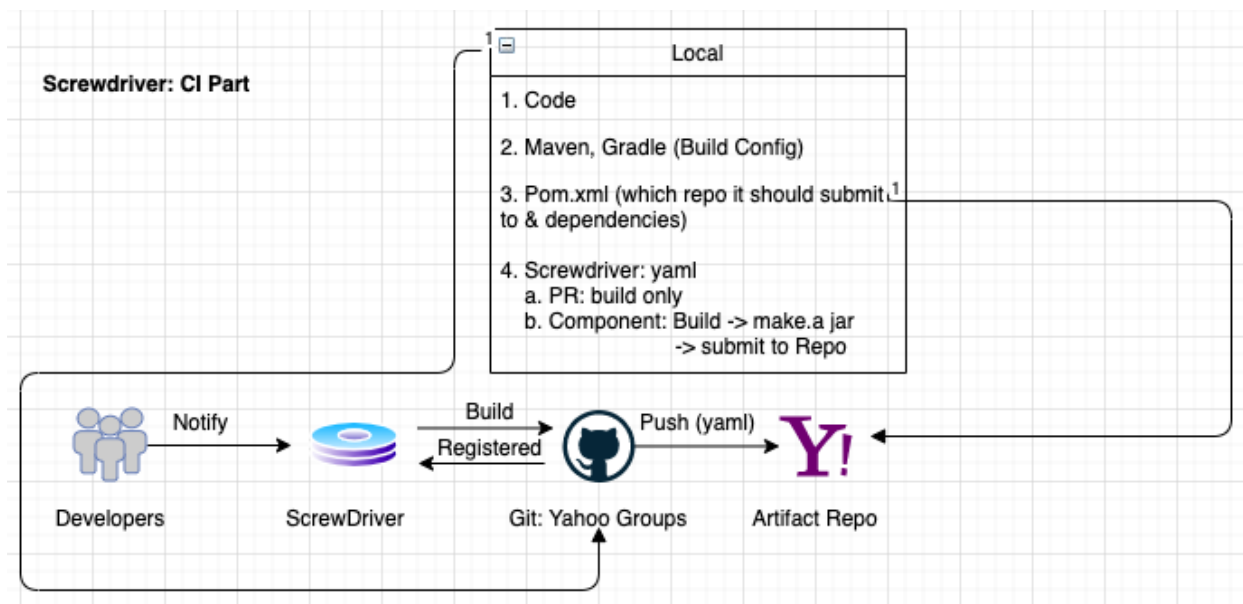 Screwdriver: CI Part
1
Local
1. Code
2. Maven, Gradle (Build Config)
3. Pom.xml (which repo it should submit
1
to & dependencies)
4. Screwdriver: yaml
a. PR: build only
b. Component: Build -> make.a jar
-> submit to Repo
Notify
Build
Registered
Push (yaml)
Y!
Developers
ScrewDriver
Git: Yahoo Groups
Artifact Repo